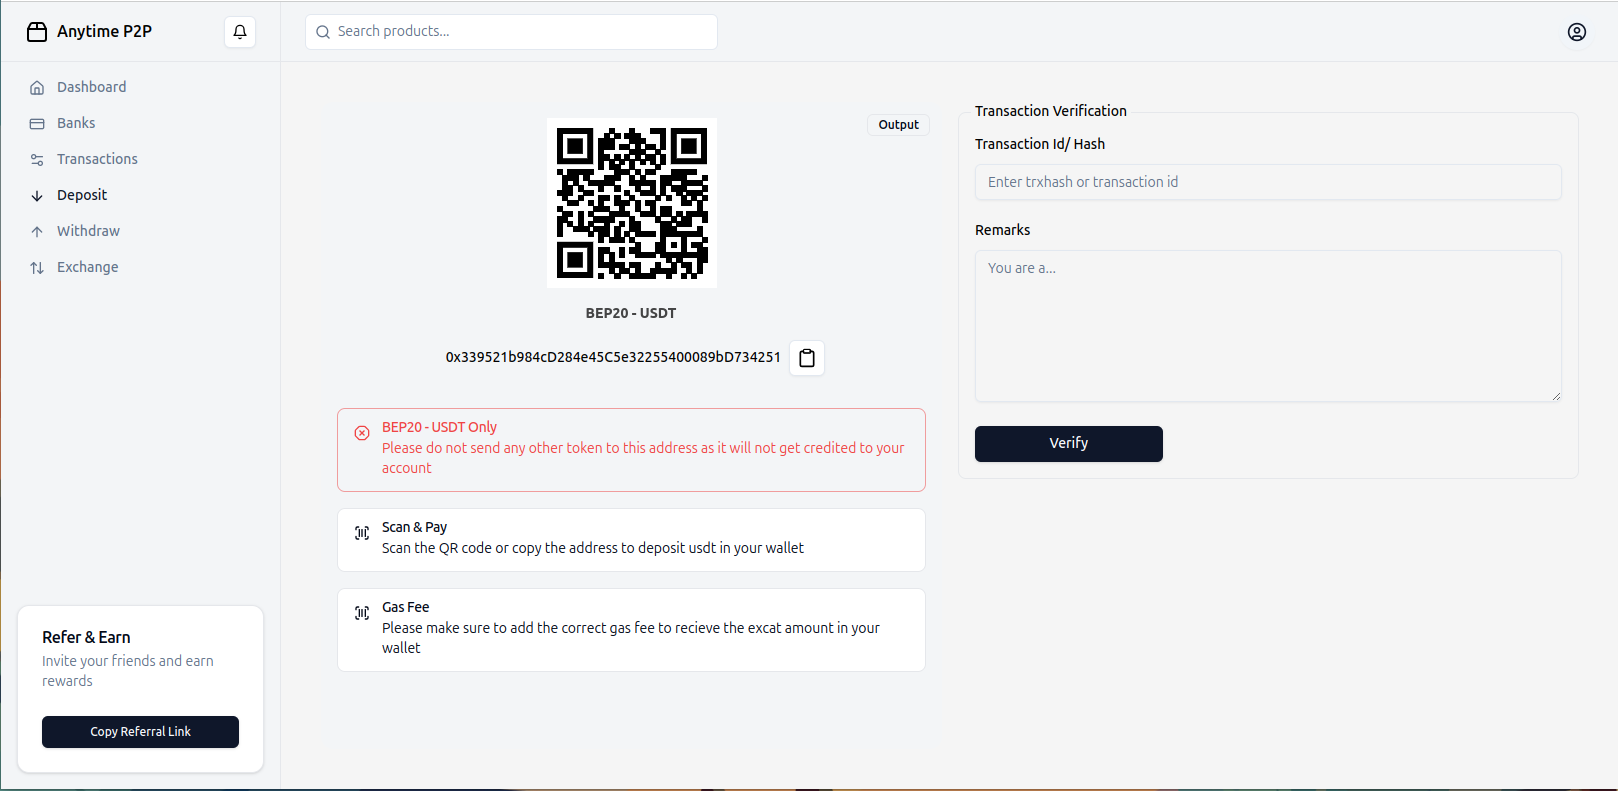 Anytime P2P
Search products...
Dashboard
Banks
Transactions
Deposit
Withdraw
Exchange
Refer & Earn
Invite your friends and earn
rewards
Copy Referral Link
Output
BEP20 - USDT
0x339521b984cD284e45C5e32255400089bD734251
BEP20 - USDT Only
Please do not send any other token to this address as it will not get credited to your
account
Scan & Pay
Scan the QR code or copy the address to deposit usdt in your wallet
Gas Fee
Please make sure to add the correct gas fee to recieve the excat amount in your
wallet
Transaction Verification
Transaction Id/ Hash
Enter trxhash or transaction id
Remarks
You are a...
Verify